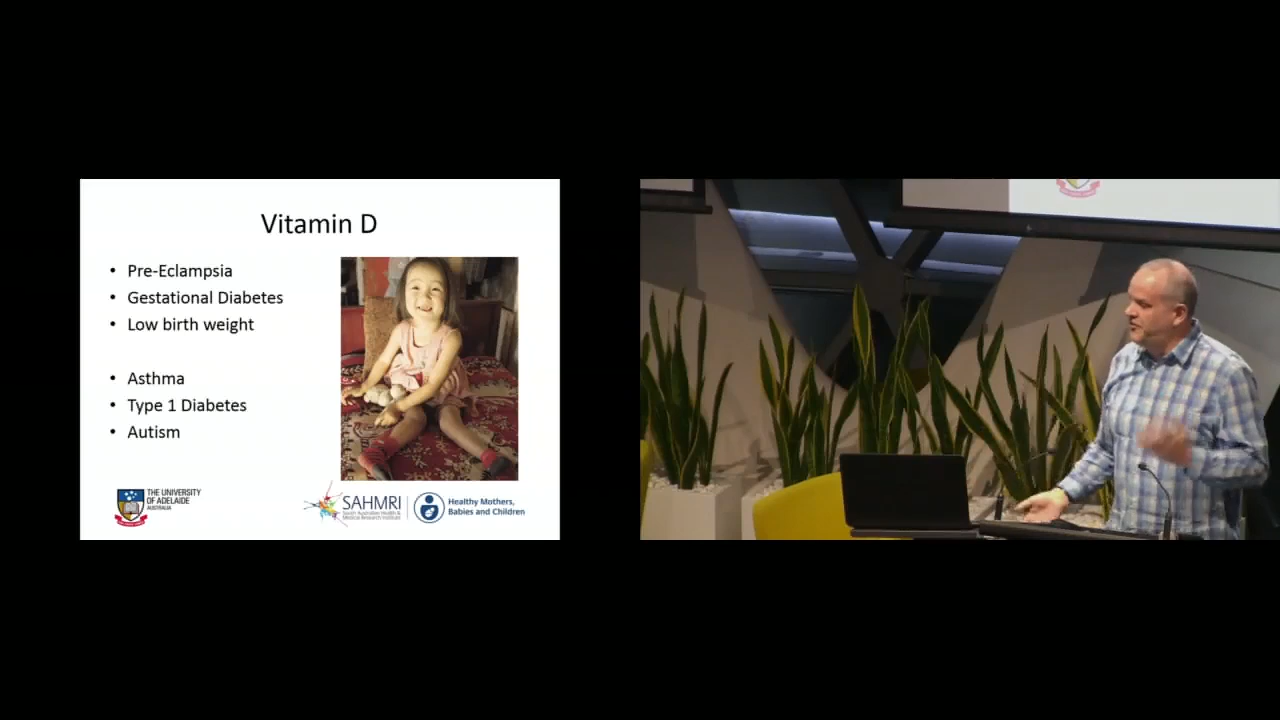 Vitamin D
• Pre-Eclampsia
• Gestational Diabetes
• Low birth weight
• Asthma
• Type 1 Diabetes
• Autism
THE UNIVERSITY
OF ADELAIDE
AUSTRALIA
SAHMRI
South Australian Health &
Medical Research Institute
Healthy Mothers,
Babies and Children